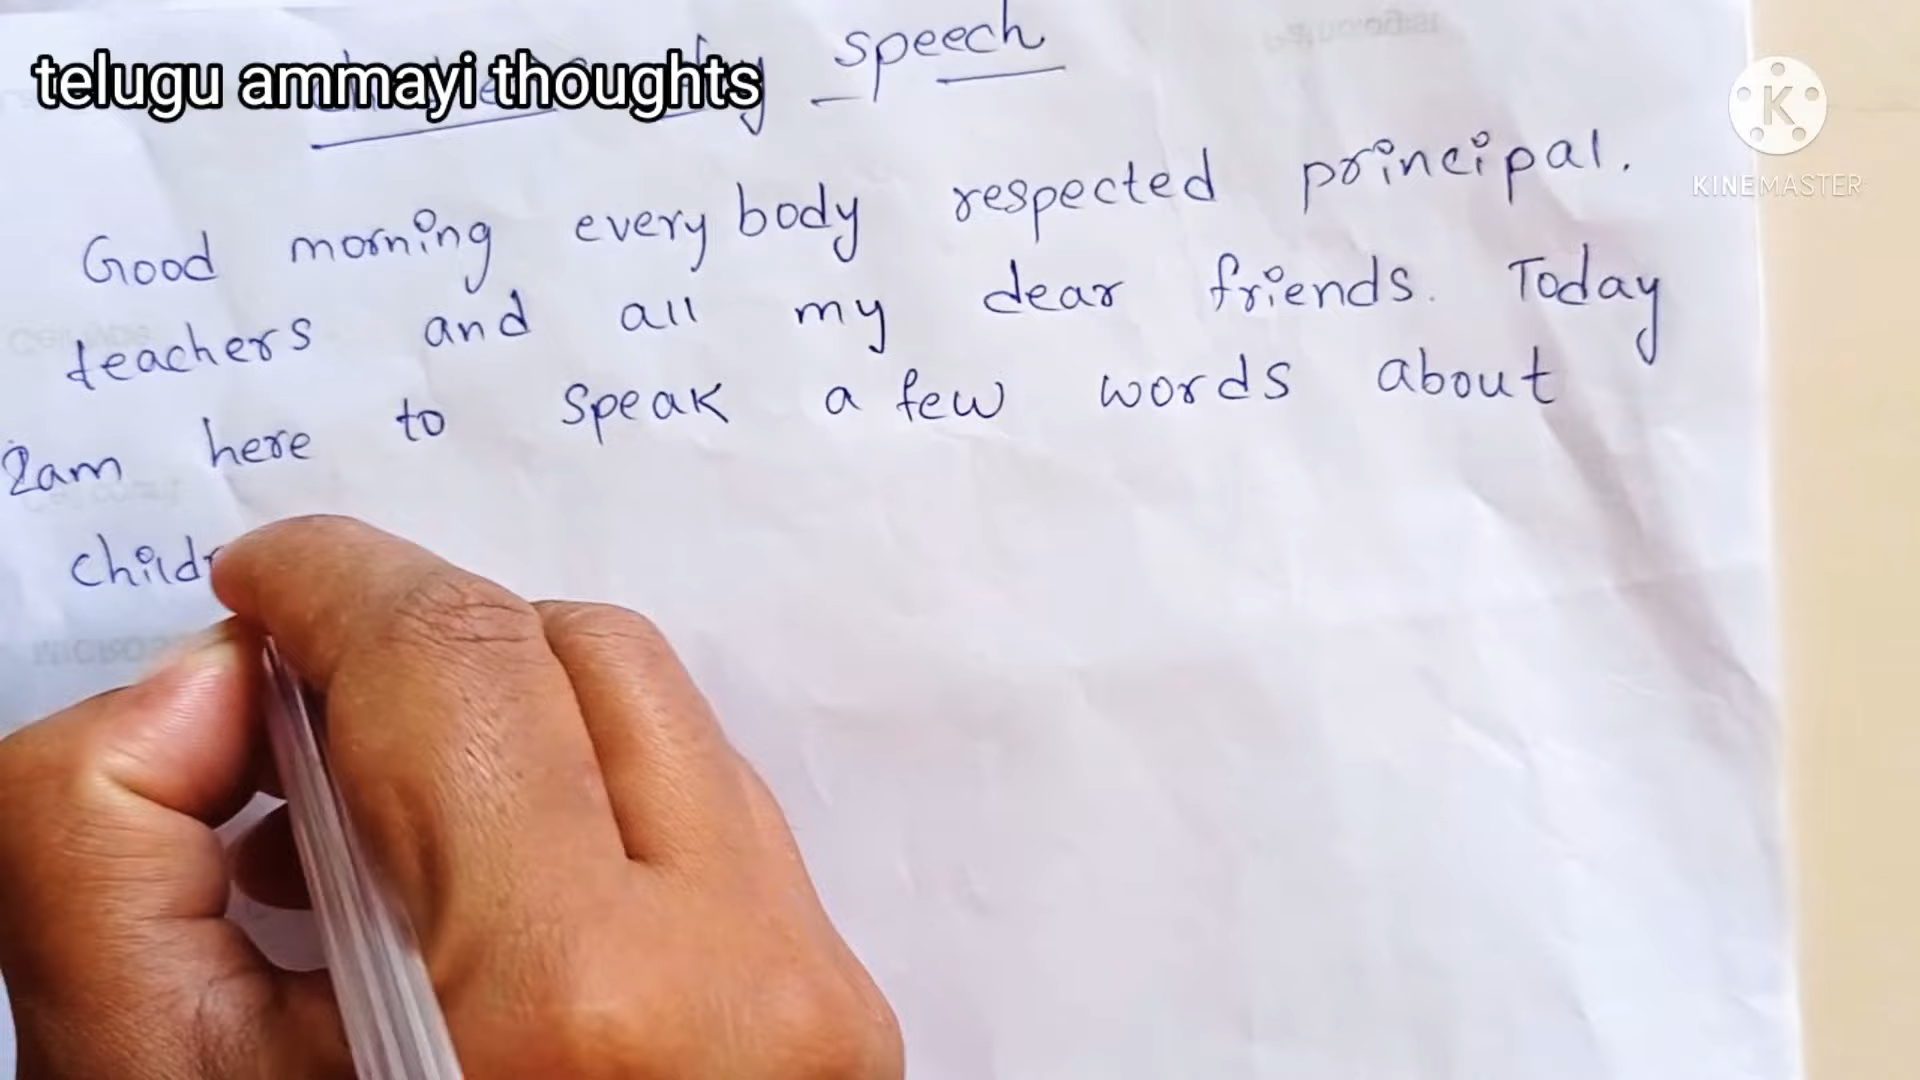 telugu ammayi thoughts
speech
K
KINEMASTER
Good morning every body respected principal.
teachers and all my dear friends. Today
I am here to speak a few words about